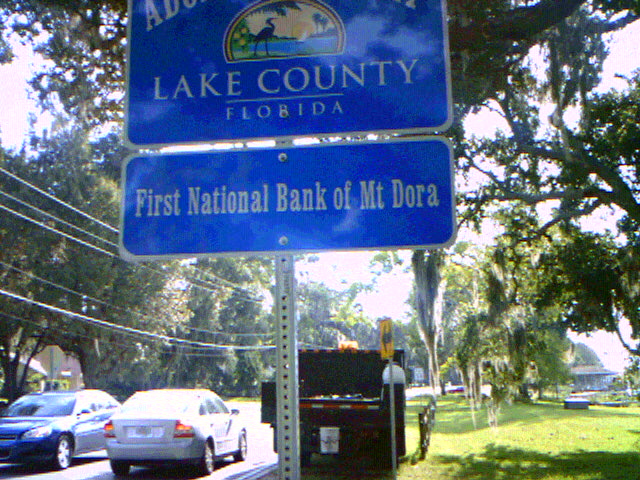 LAKE COUNTY
FLORIDA
First National Bank of Mt Dora